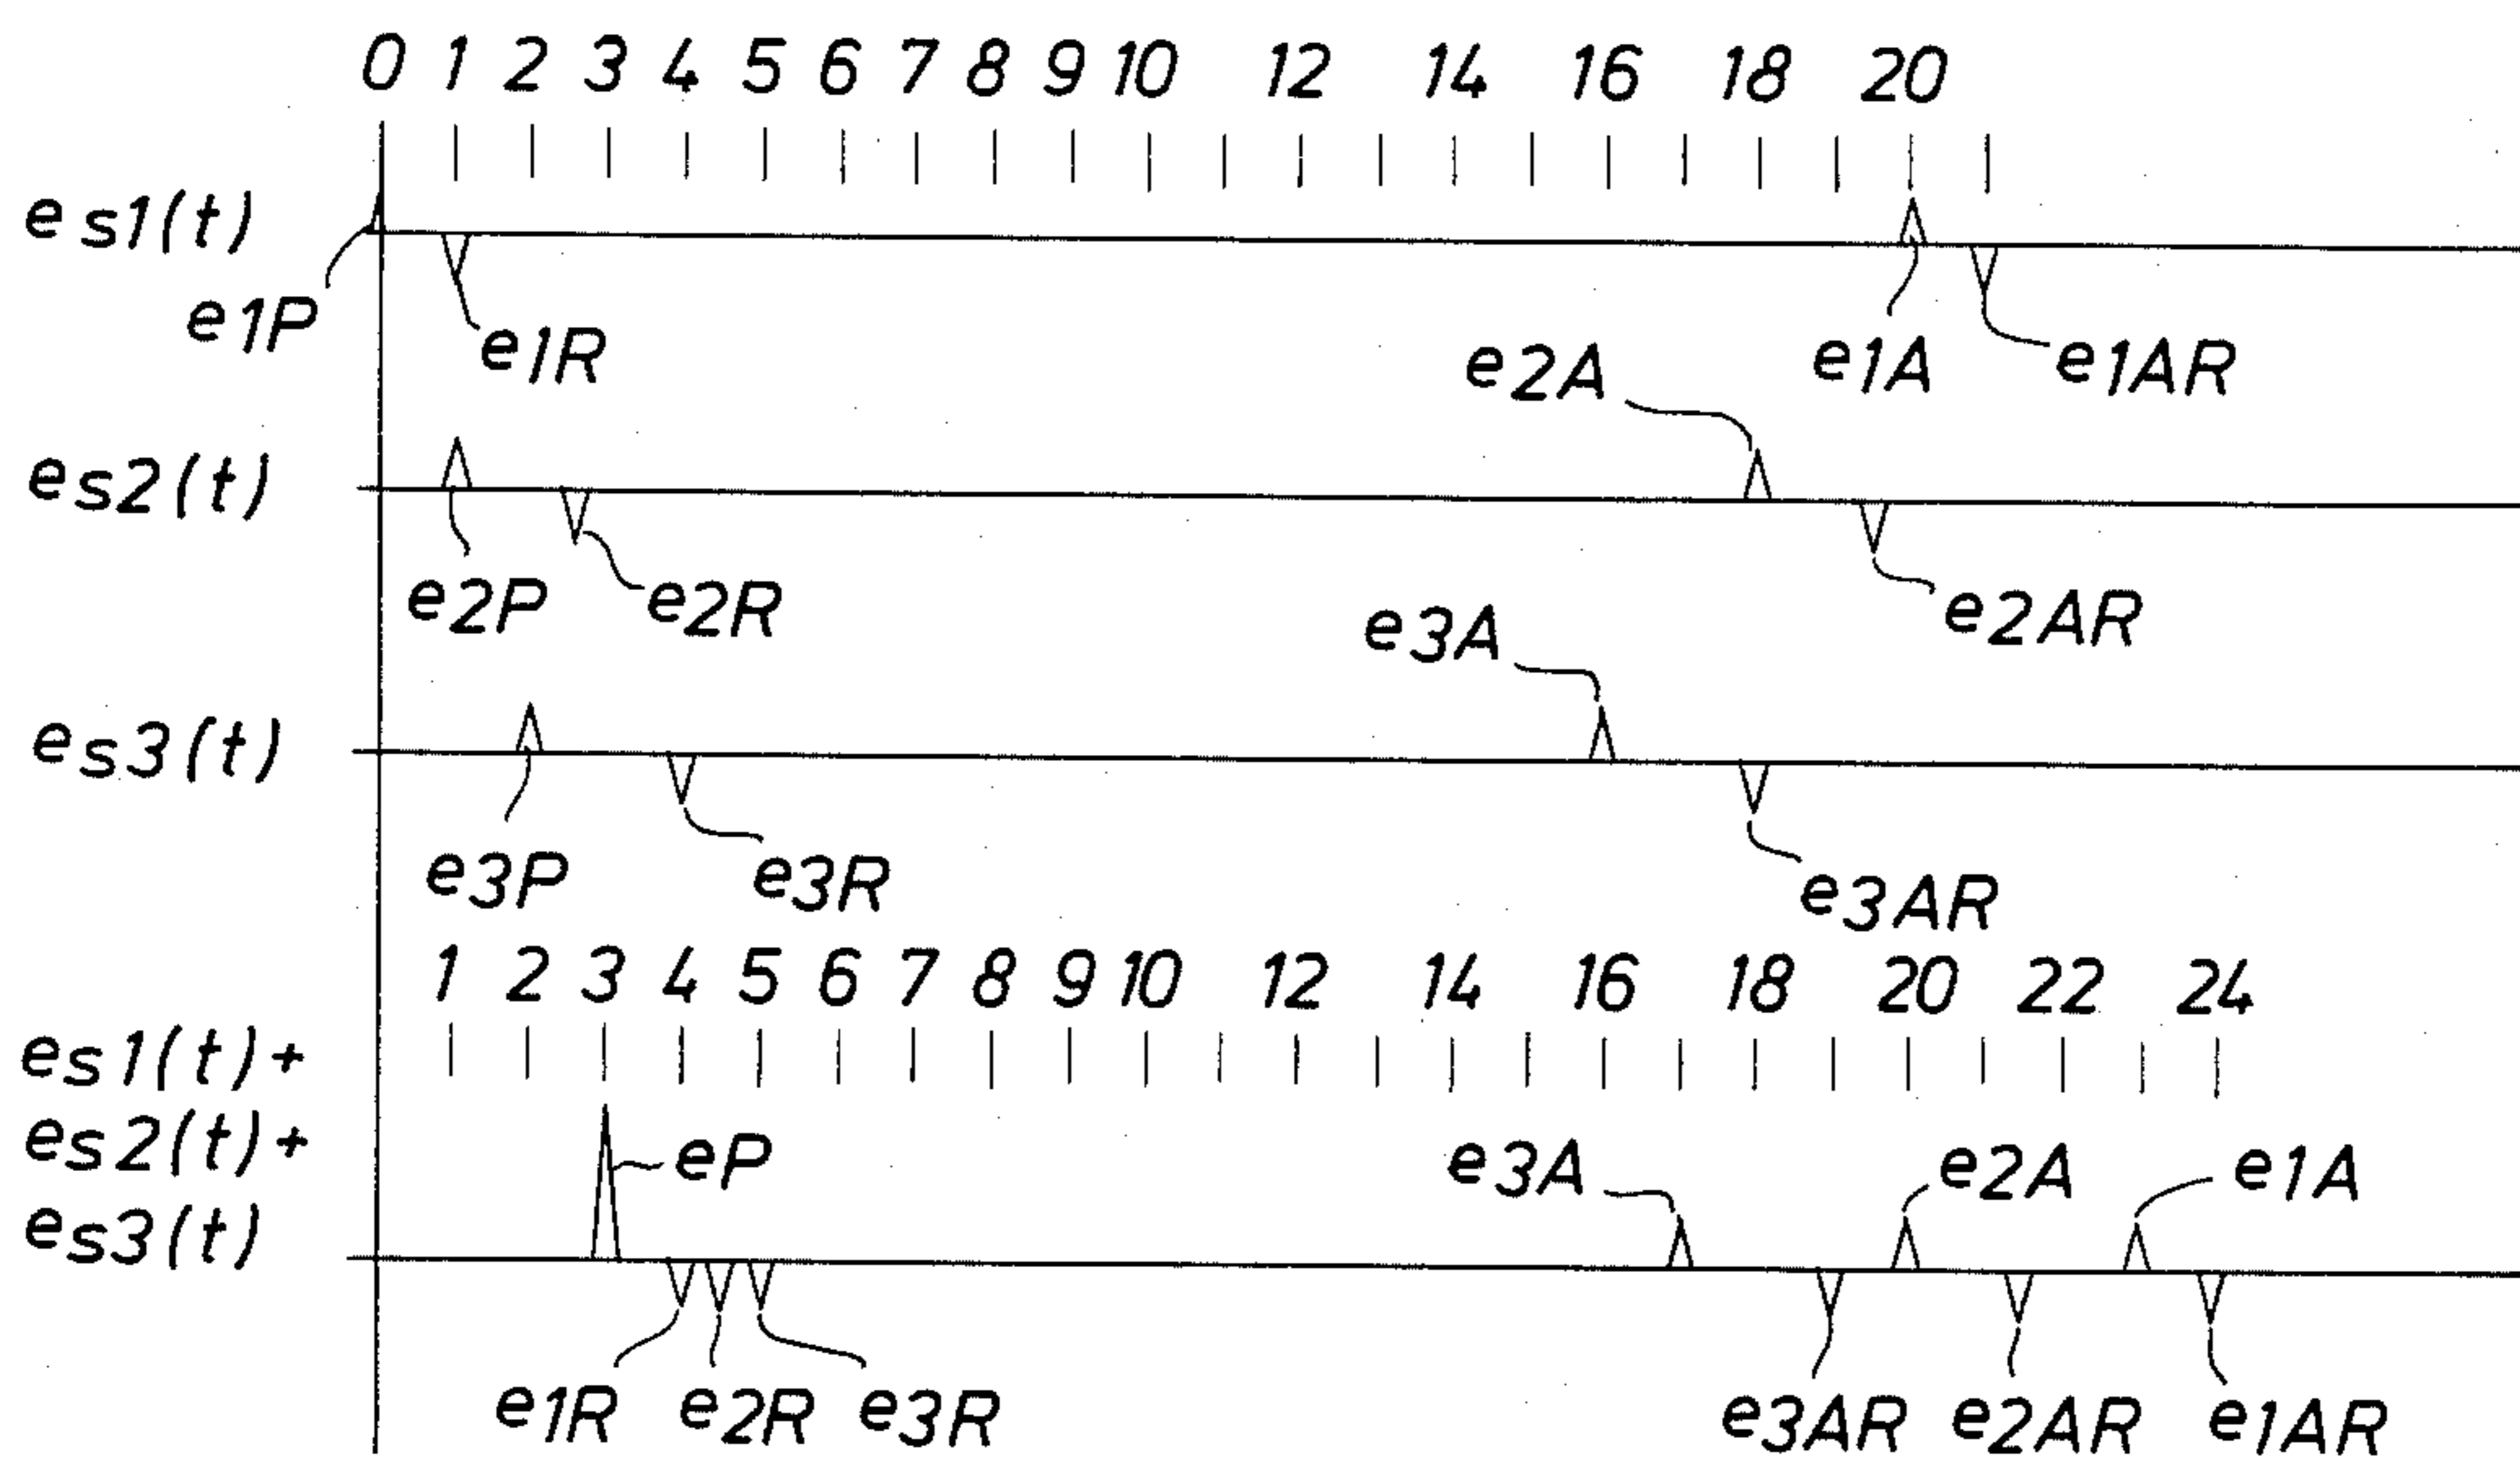 0 1 2 3 4 5 6 7 8 9 10 12 14 16 18 20
es1(t)
e1P
e1R
e1A
e1AR
e2A
es2(t)
e2P
e2R
e2AR
e3A
es3(t)
e3P
e3R
e3AR
1 2 3 4 5 6 7 8 9 10 12 14 16 18 20 22 24
es1(t)+
es2(t)+
es3(t)
eP
e3A
e2A
e1A
e1R e2R e3R
e3AR e2AR e1AR